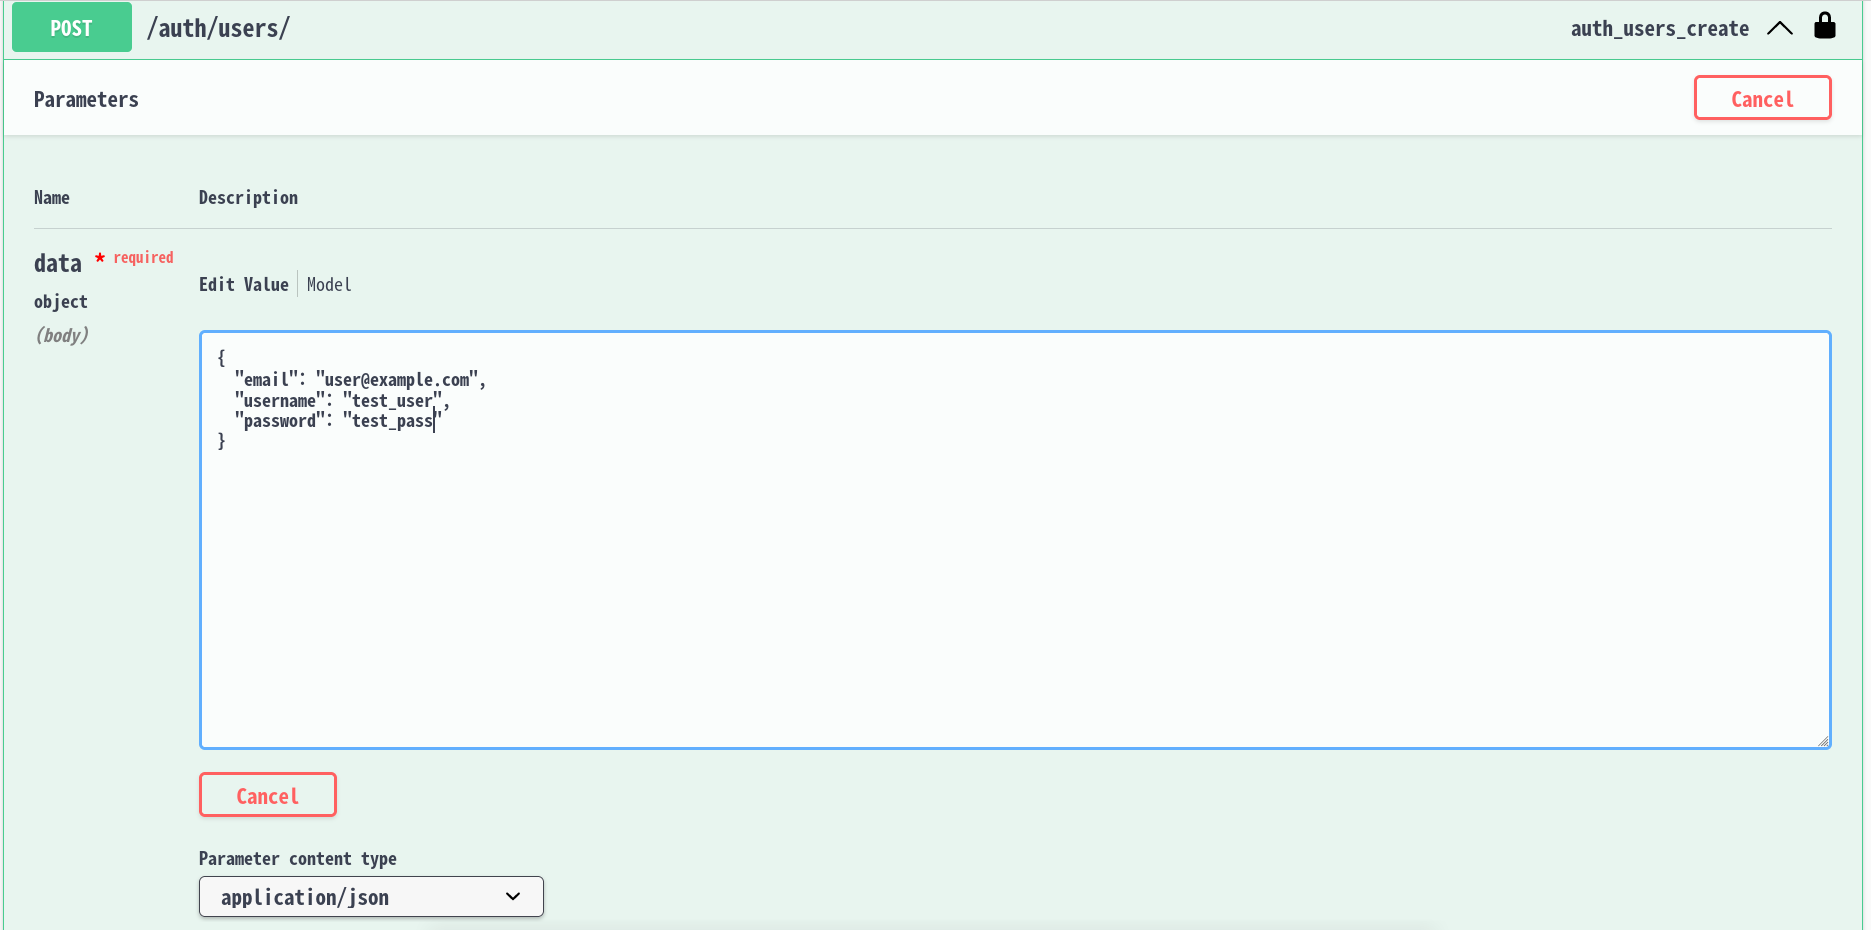 POST /auth/users/ auth_users_create
Parameters Cancel
Name Description
data * required
object
(body)
Edit Value Model
{
  "email": "user@example.com",
  "username": "test_user",
  "password": "test_pass"
}
Cancel
Parameter content type
application/json